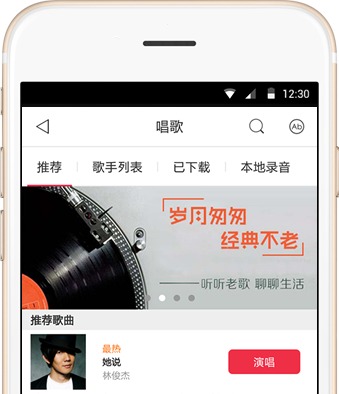 12:30
唱歌
Ab
推荐 歌手列表 已下载 本地录音
岁月匆匆
经典不老
听听老歌 聊聊生活
推荐歌曲
最热
她说
林俊杰
演唱